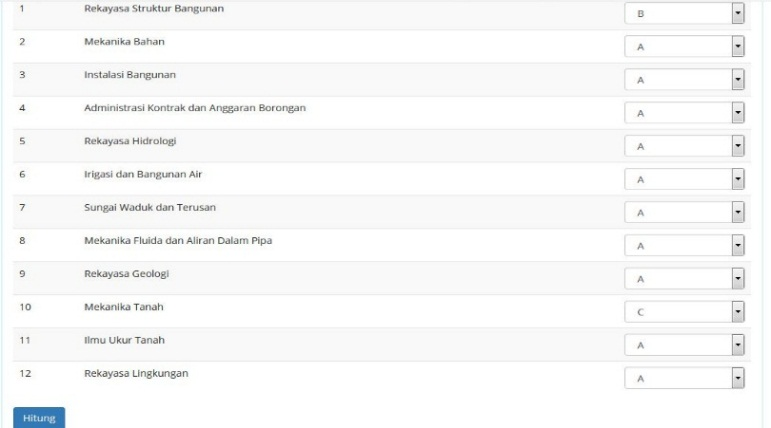 1 Rekayasa Struktur Bangunan B
2 Mekanika Bahan A
3 Instalasi Bangunan A
4 Administrasi Kontrak dan Anggaran Borongan A
5 Rekayasa Hidrologi A
6 Irigasi dan Bangunan Air A
7 Sungai Waduk dan Terusan A
8 Mekanika Fluida dan Aliran Dalam Pipa A
9 Rekayasa Geologi A
10 Mekanika Tanah C
11 Ilmu Ukur Tanah A
12 Rekayasa Lingkungan A
Hitung